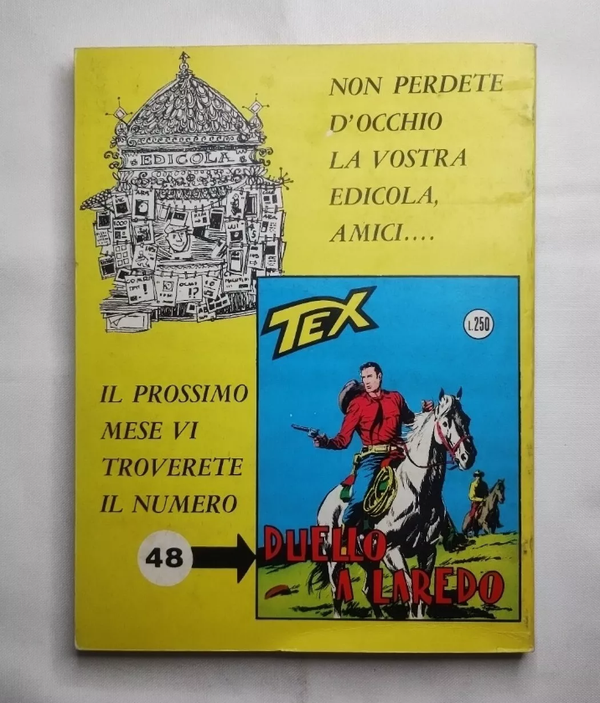 EDICOLA
NON PERDETE
D'OCCHIO
LA VOSTRA
EDICOLA,
AMICI....
TEX
L.250
IL PROSSIMO
MESE VI
TROVERETE
IL NUMERO
48
DUELLO
A LAREDO